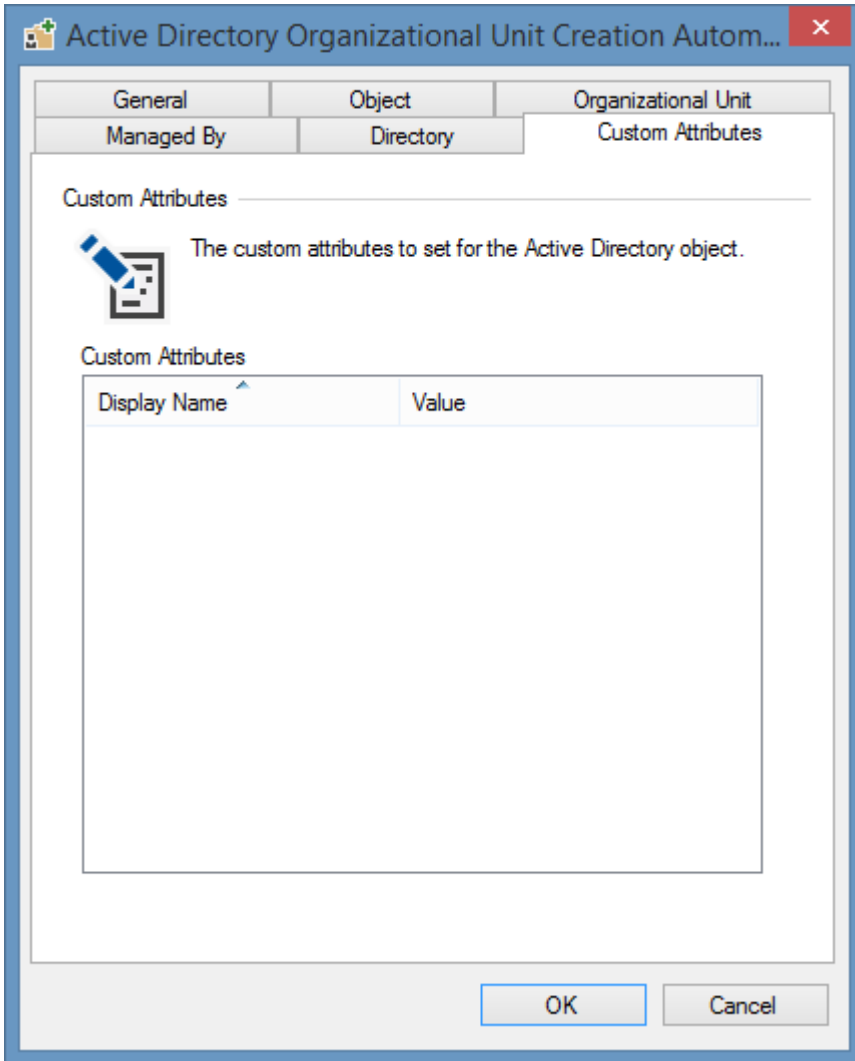 Active Directory Organizational Unit Creation Autom...
General Object Organizational Unit
Managed By Directory Custom Attributes
Custom Attributes
The custom attributes to set for the Active Directory object.
Custom Attributes
Display Name Value
OK Cancel